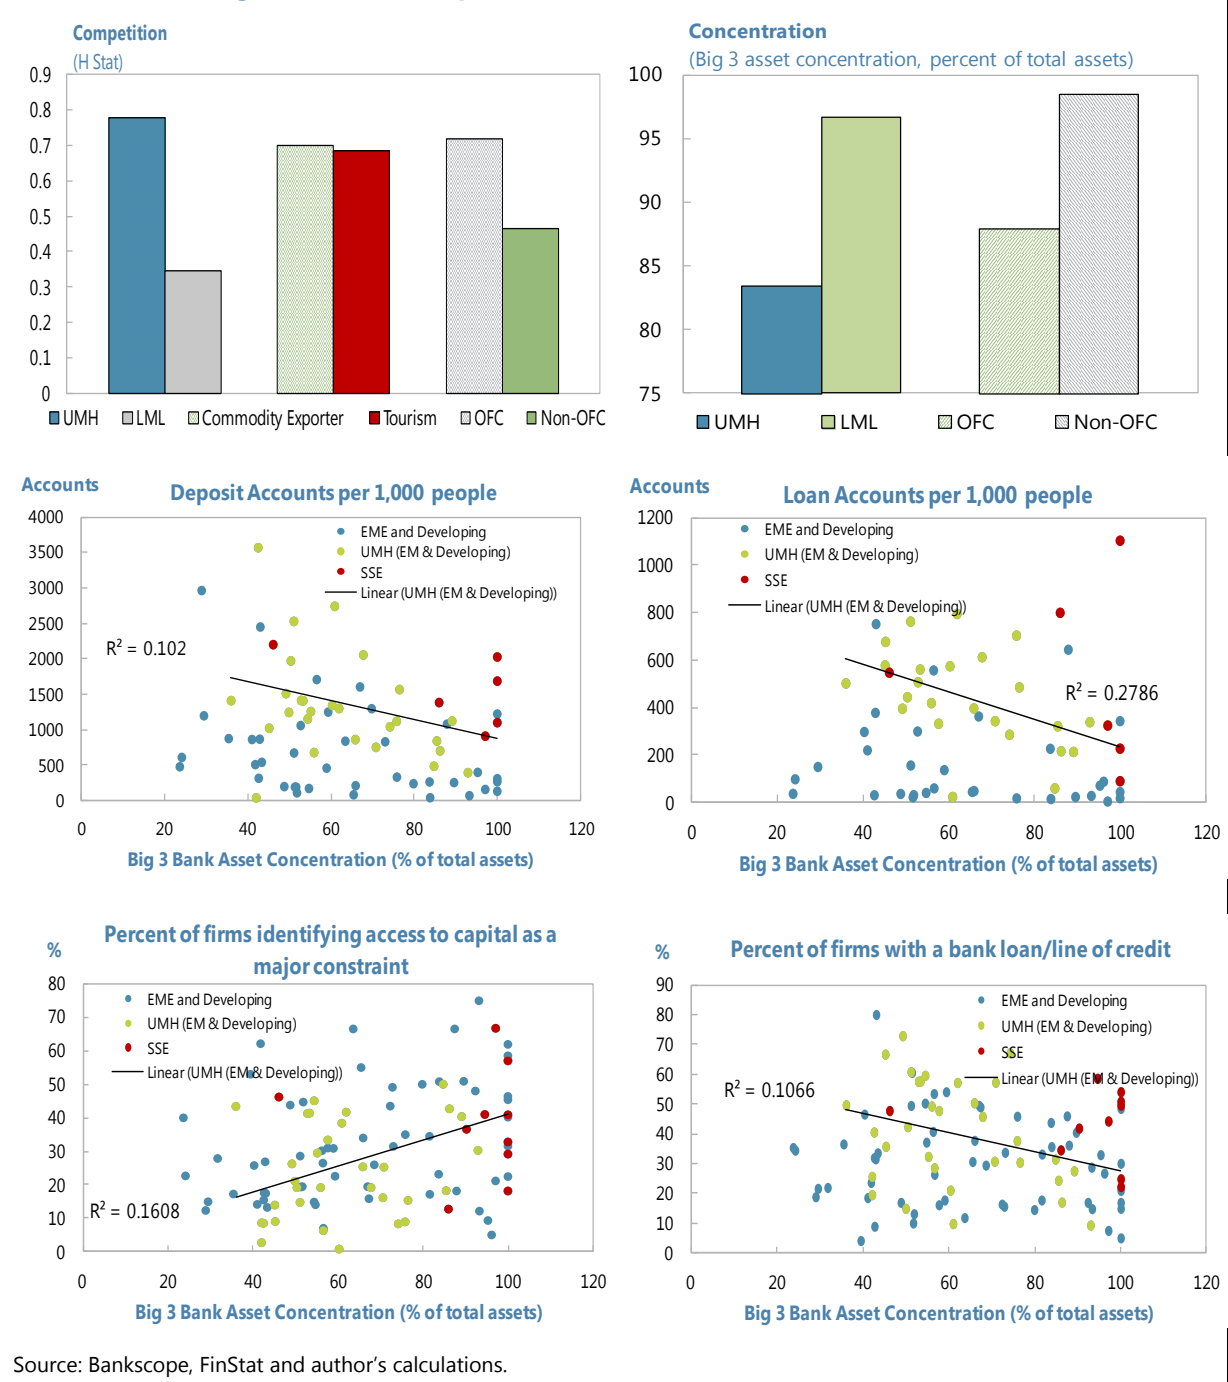 Competition
(H Stat)
0.9
0.8
0.7
0.6
0.5
0.4
0.3
0.2
0.1
0
UMH LML Commodity Exporter Tourism OFC Non-OFC
Concentration
(Big 3 asset concentration, percent of total assets)
100
95
90
85
80
75
UMH LML OFC Non-OFC
Accounts
Deposit Accounts per 1,000 people
4000
3500
3000
2500
2000
1500
1000
500
0
EME and Developing
UMH (EM & Developing)
SSE
Linear (UMH (EM & Developing))
R² = 0.102
0 20 40 60 80 100 120
Big 3 Bank Asset Concentration (% of total assets)
Accounts
Loan Accounts per 1,000 people
1200
1000
800
600
400
200
0
EME and Developing
UMH (EM & Developing)
SSE
Linear (UMH (EM & Developing))
R² = 0.2786
0 20 40 60 80 100 120
Big 3 Bank Asset Concentration (% of total assets)
%
Percent of firms identifying access to capital as a
major constraint
80
70
60
50
40
30
20
10
0
EME and Developing
UMH (EM & Developing)
SSE
Linear (UMH (EM & Developing))
R² = 0.1608
0 20 40 60 80 100 120
Big 3 Bank Asset Concentration (% of total assets)
%
Percent of firms with a bank loan/line of credit
90
80
70
60
50
40
30
20
10
0
EME and Developing
UMH (EM & Developing)
SSE
Linear (UMH (EM & Developing))
R² = 0.1066
0 20 40 60 80 100 120
Big 3 Bank Asset Concentration (% of total assets)
Source: Bankscope, FinStat and author's calculations.